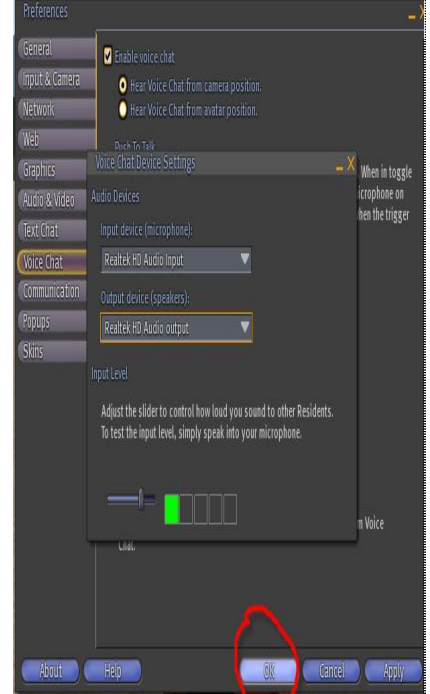 Preferences
General
Input & Camera
Network
Web
Graphics
Audio & Video
Text Chat
Voice Chat
Communication
Popups
Skins
Enable voice chat
Hear Voice Chat from camera position.
Hear Voice Chat from avatar position.
Push To Talk
When in toggle
icrophone on
hen the trigger
Voice Chat Device Settings
Audio Devices
Input device (microphone):
Realtek HD Audio Input
Output device (speakers):
Realtek HD Audio output
Input Level
Adjust the slider to control how loud you sound to other Residents.
To test the input level, simply speak into your microphone.
m Voice
Chat.
About
Help
OK
Cancel
Apply